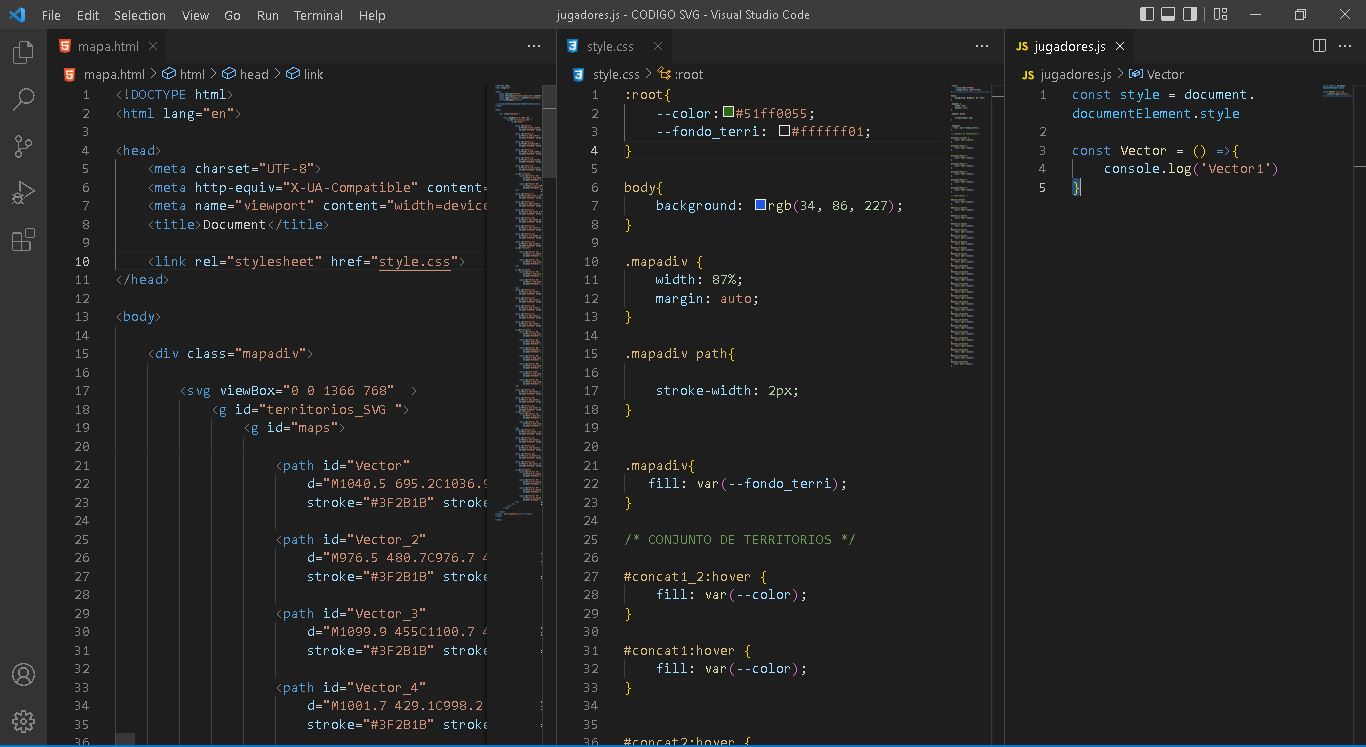 File Edit Selection View Go Run Terminal Help
jugadores.js - CODIGO SVG - Visual Studio Code
mapa.html
mapa.html > html > head > link
1 <!DOCTYPE html>
2 <html lang="en">
3
4 <head>
5 <meta charset="UTF-8">
6 <meta http-equiv="X-UA-Compatible" content=
7 <meta name="viewport" content="width=device
8 <title>Document</title>
9
10 <link rel="stylesheet" href="style.css">
11 </head>
12
13 <body>
14
15 <div class="mapadiv">
16
17 <svg viewBox="0 0 1366 768" >
18 <g id="territorios_SVG ">
19 <g id="maps">
20
21 <path id="Vector"
22 d="M1040.5 695.2C1036.9
23 stroke="#3F2B1B" stroke
24
25 <path id="Vector_2"
26 d="M976.5 480.7C976.7 4
27 stroke="#3F2B1B" stroke
28
29 <path id="Vector_3"
30 d="M1099.9 455C1100.7 4
31 stroke="#3F2B1B" stroke
32
33 <path id="Vector_4"
34 d="M1001.7 429.1C998.2
35 stroke="#3F2B1B" stroke
36
style.css
style.css > :root
1 :root{
2 --color:#51ff0055;
3 --fondo_terri: #ffffff01;
4 }
5
6 body{
7 background: rgb(34, 86, 227);
8 }
9
10 .mapadiv {
11 width: 87%;
12 margin: auto;
13 }
14
15 .mapadiv path{
16
17 stroke-width: 2px;
18 }
19
20
21 .mapadiv{
22 fill: var(--fondo_terri);
23 }
24
25 /* CONJUNTO DE TERRITORIOS */
26
27 #concat1_2:hover {
28 fill: var(--color);
29 }
30
31 #concat1:hover {
32 fill: var(--color);
33 }
34
35
36 #concat2:hover {
JS jugadores.js
JS jugadores.js > Vector
1 const style = document.
documentElement.style
2
3 const Vector = () =>{
4 console.log('Vector1')
5 }